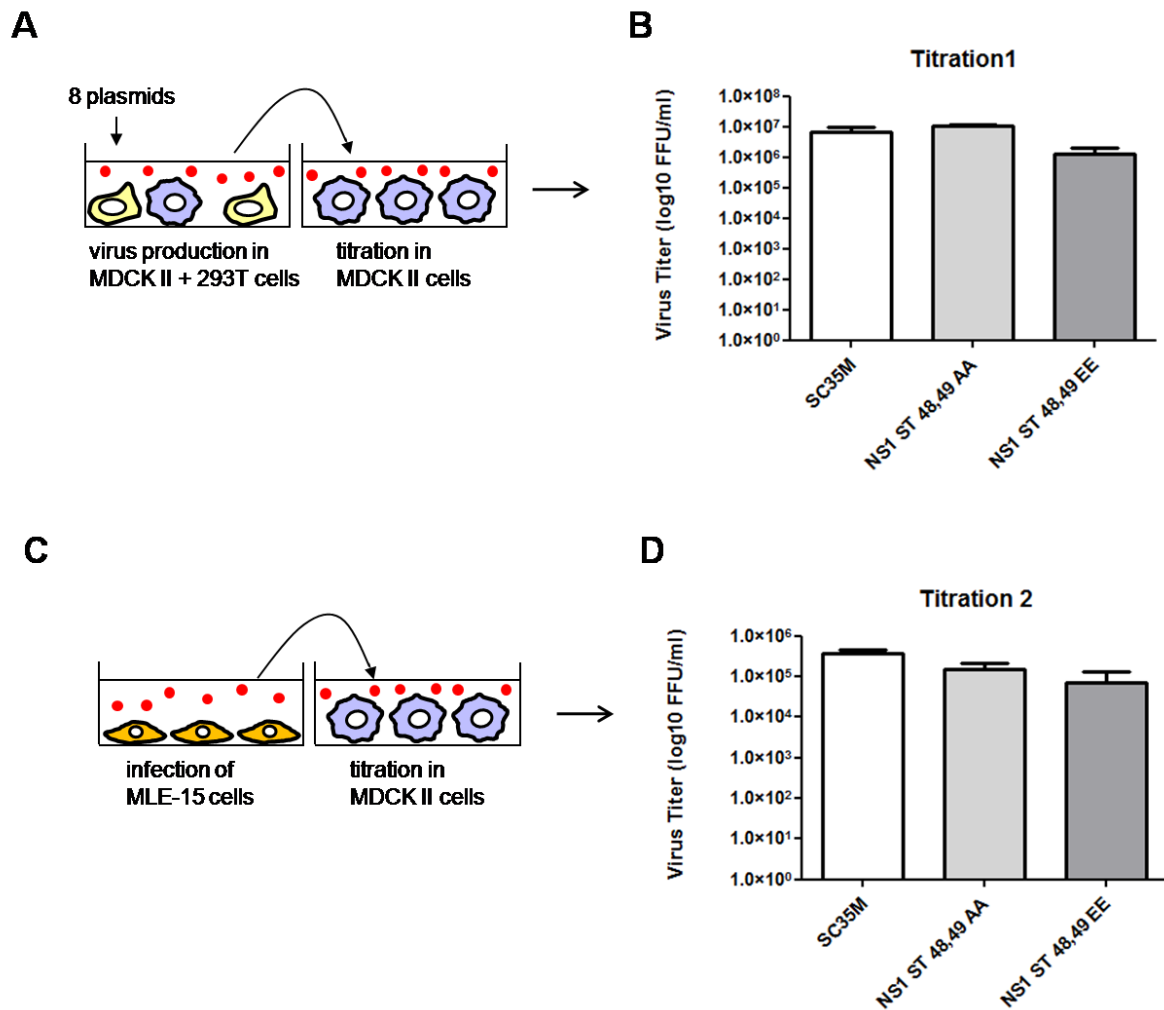 A
8 plasmids
virus production in
MDCK II + 293T cells
titration in
MDCK II cells
B
Titration1
Virus Titer (log10 FFU/ml)
1.0×10⁸
1.0×10⁷
1.0×10⁶
1.0×10⁵
1.0×10⁴
1.0×10³
1.0×10²
1.0×10¹
1.0×10⁰
SC35M
NS1 ST 48,49 AA
NS1 ST 48,49 EE
C
infection of
MLE-15 cells
titration in
MDCK II cells
D
Titration 2
Virus Titer (log10 FFU/ml)
1.0×10⁶
1.0×10⁵
1.0×10⁴
1.0×10³
1.0×10²
1.0×10¹
1.0×10⁰
SC35M
NS1 ST 48,49 AA
NS1 ST 48,49 EE